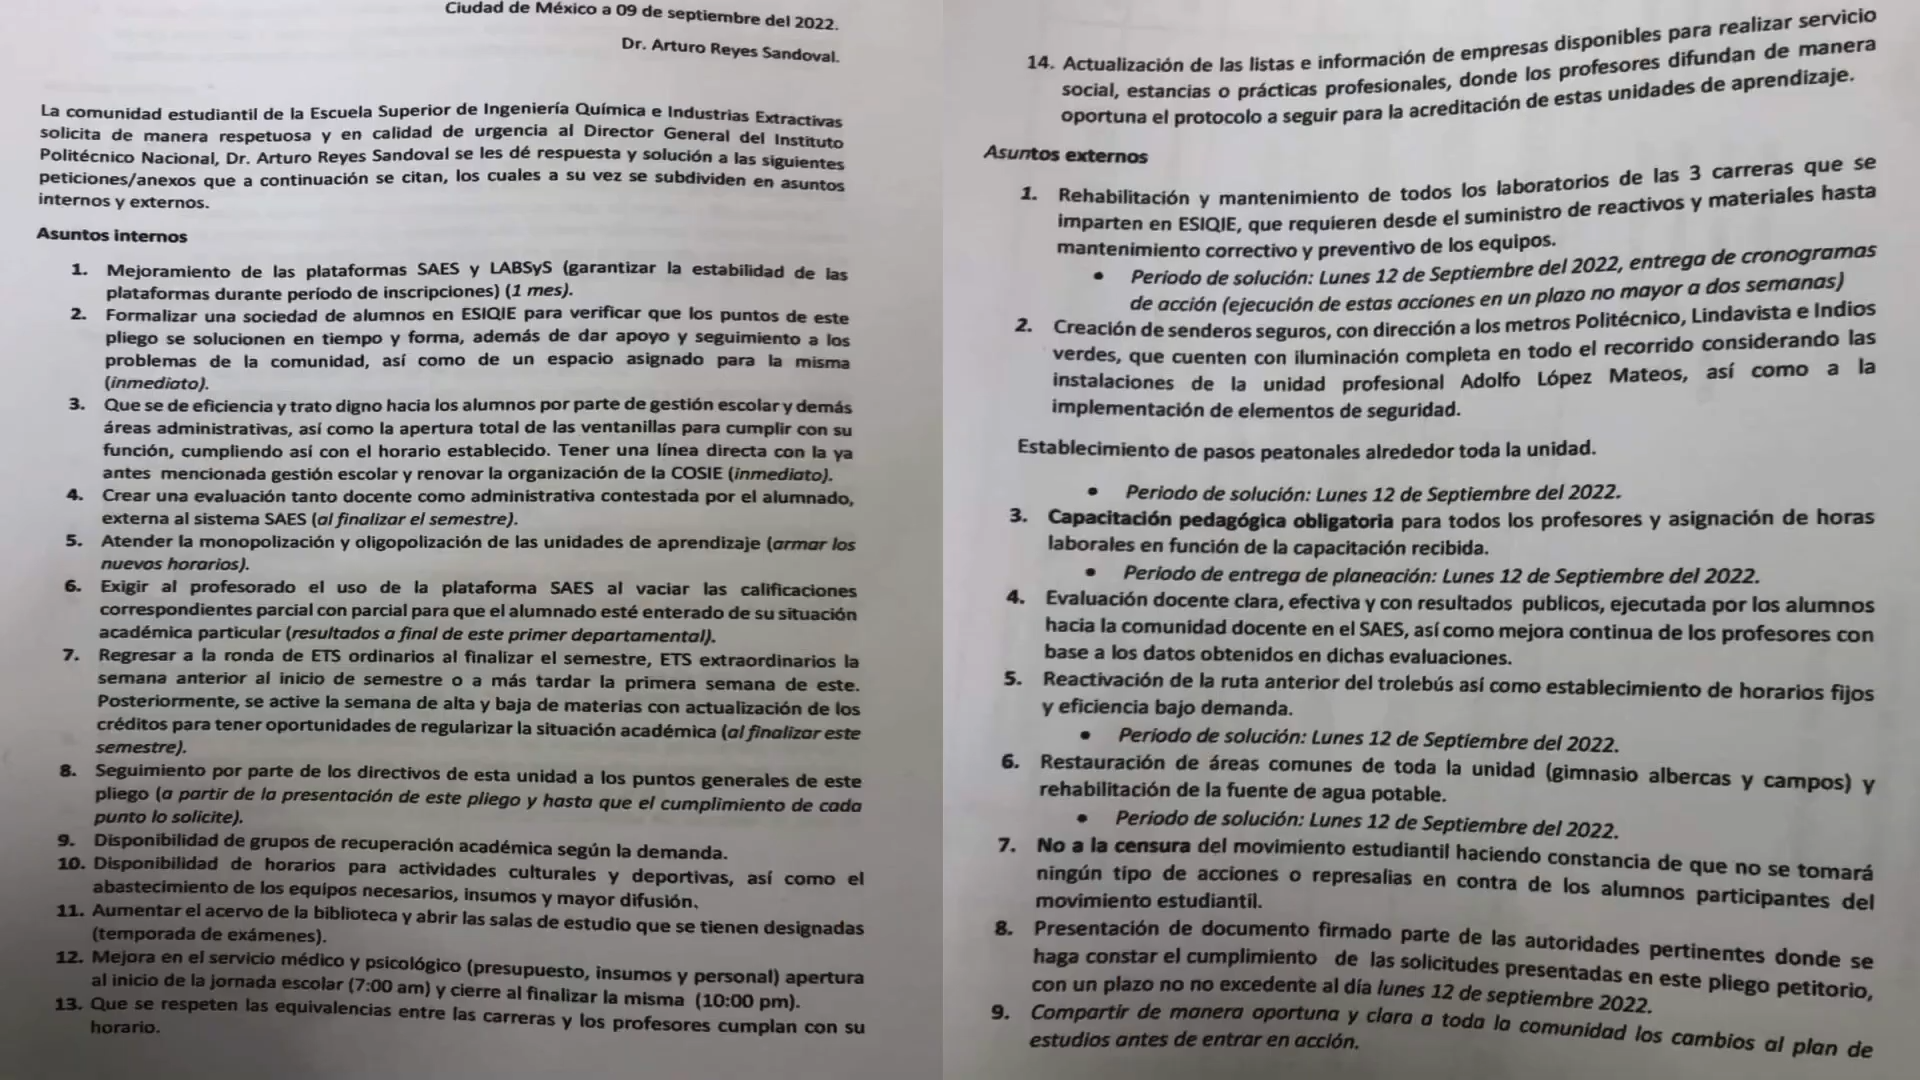 Ciudad de México a 09 de septiembre del 2022.
Dr. Arturo Reyes Sandoval.
La comunidad estudiantil de la Escuela Superior de Ingeniería Química e Industrias Extractivas
solicita de manera respetuosa y en calidad de urgencia al Director General del Instituto
Politécnico Nacional, Dr. Arturo Reyes Sandoval se les dé respuesta y solución a las siguientes
peticiones/anexos que a continuación se citan, los cuales a su vez se subdividen en asuntos
internos y externos.
Asuntos internos
1. Mejoramiento de las plataformas SAES y LABSyS (garantizar la estabilidad de las
plataformas durante período de inscripciones) (1 mes).
2. Formalizar una sociedad de alumnos en ESIQIE para verificar que los puntos de este
pliego se solucionen en tiempo y forma, además de dar apoyo y seguimiento a los
problemas de la comunidad, así como de un espacio asignado para la misma
(inmediato).
3. Que se de eficiencia y trato digno hacia los alumnos por parte de gestión escolar y demás
áreas administrativas, así como la apertura total de las ventanillas para cumplir con su
función, cumpliendo así con el horario establecido. Tener una línea directa con la ya
antes mencionada gestión escolar y renovar la organización de la COSIE (inmediato).
4. Crear una evaluación tanto docente como administrativa contestada por el alumnado,
externa al sistema SAES (al finalizar el semestre).
5. Atender la monopolización y oligopolización de las unidades de aprendizaje (armar los
nuevos horarios).
6. Exigir al profesorado el uso de la plataforma SAES al vaciar las calificaciones
correspondientes parcial con parcial para que el alumnado esté enterado de su situación
académica particular (resultados a final de este primer departamental).
7. Regresar a la ronda de ETS ordinarios al finalizar el semestre, ETS extraordinarios la
semana anterior al inicio de semestre o a más tardar la primera semana de este.
Posteriormente, se active la semana de alta y baja de materias con actualización de los
créditos para tener oportunidades de regularizar la situación académica (al finalizar este
semestre).
8. Seguimiento por parte de los directivos de esta unidad a los puntos generales de este
pliego (a partir de la presentación de este pliego y hasta que el cumplimiento de cada
punto lo solicite).
9. Disponibilidad de grupos de recuperación académica según la demanda.
10. Disponibilidad de horarios para actividades culturales y deportivas, así como el
abastecimiento de los equipos necesarios, insumos y mayor difusión.
11. Aumentar el acervo de la biblioteca y abrir las salas de estudio que se tienen designadas
(temporada de exámenes).
12. Mejora en el servicio médico y psicológico (presupuesto, insumos y personal) apertura
al inicio de la jornada escolar (7:00 am) y cierre al finalizar la misma (10:00 pm).
13. Que se respeten las equivalencias entre las carreras y los profesores cumplan con su
horario.
14. Actualización de las listas e información de empresas disponibles para realizar servicio
social, estancias o prácticas profesionales, donde los profesores difundan de manera
oportuna el protocolo a seguir para la acreditación de estas unidades de aprendizaje.
Asuntos externos
1. Rehabilitación y mantenimiento de todos los laboratorios de las 3 carreras que se
imparten en ESIQIE, que requieren desde el suministro de reactivos y materiales hasta
mantenimiento correctivo y preventivo de los equipos.
• Periodo de solución: Lunes 12 de Septiembre del 2022, entrega de cronogramas
de acción (ejecución de estas acciones en un plazo no mayor a dos semanas)
2. Creación de senderos seguros, con dirección a los metros Politécnico, Lindavista e Indios
verdes, que cuenten con iluminación completa en todo el recorrido considerando las
instalaciones de la unidad profesional Adolfo López Mateos, así como a la
implementación de elementos de seguridad.
Establecimiento de pasos peatonales alrededor toda la unidad.
• Periodo de solución: Lunes 12 de Septiembre del 2022.
3. Capacitación pedagógica obligatoria para todos los profesores y asignación de horas
laborales en función de la capacitación recibida.
• Periodo de entrega de planeación: Lunes 12 de Septiembre del 2022.
4. Evaluación docente clara, efectiva y con resultados publicos, ejecutada por los alumnos
hacia la comunidad docente en el SAES, así como mejora continua de los profesores con
base a los datos obtenidos en dichas evaluaciones.
5. Reactivación de la ruta anterior del trolebús así como establecimiento de horarios fijos
y eficiencia bajo demanda.
• Periodo de solución: Lunes 12 de Septiembre del 2022.
6. Restauración de áreas comunes de toda la unidad (gimnasio albercas y campos) y
rehabilitación de la fuente de agua potable.
• Periodo de solución: Lunes 12 de Septiembre del 2022.
7. No a la censura del movimiento estudiantil haciendo constancia de que no se tomará
ningún tipo de acciones o represalias en contra de los alumnos participantes del
movimiento estudiantil.
8. Presentación de documento firmado parte de las autoridades pertinentes donde se
haga constar el cumplimiento de las solicitudes presentadas en este pliego petitorio,
con un plazo no no excedente al día lunes 12 de septiembre 2022.
9. Compartir de manera oportuna y clara a toda la comunidad los cambios al plan de
estudios antes de entrar en acción.